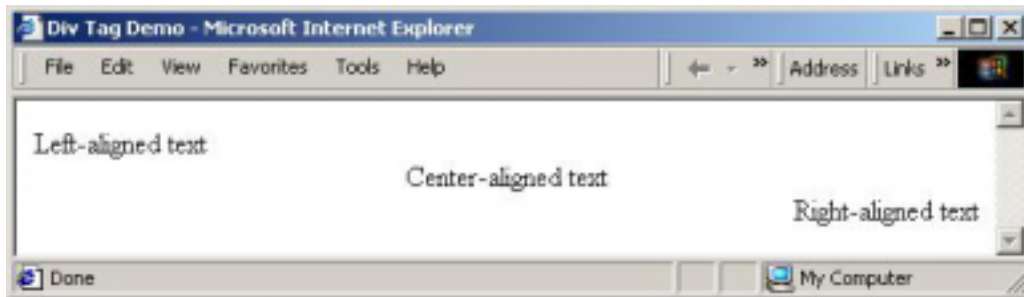 Div Tag Demo - Microsoft Internet Explorer
File Edit View Favorites Tools Help » Address Links »
Left-aligned text
Center-aligned text
Right-aligned text
Done My Computer